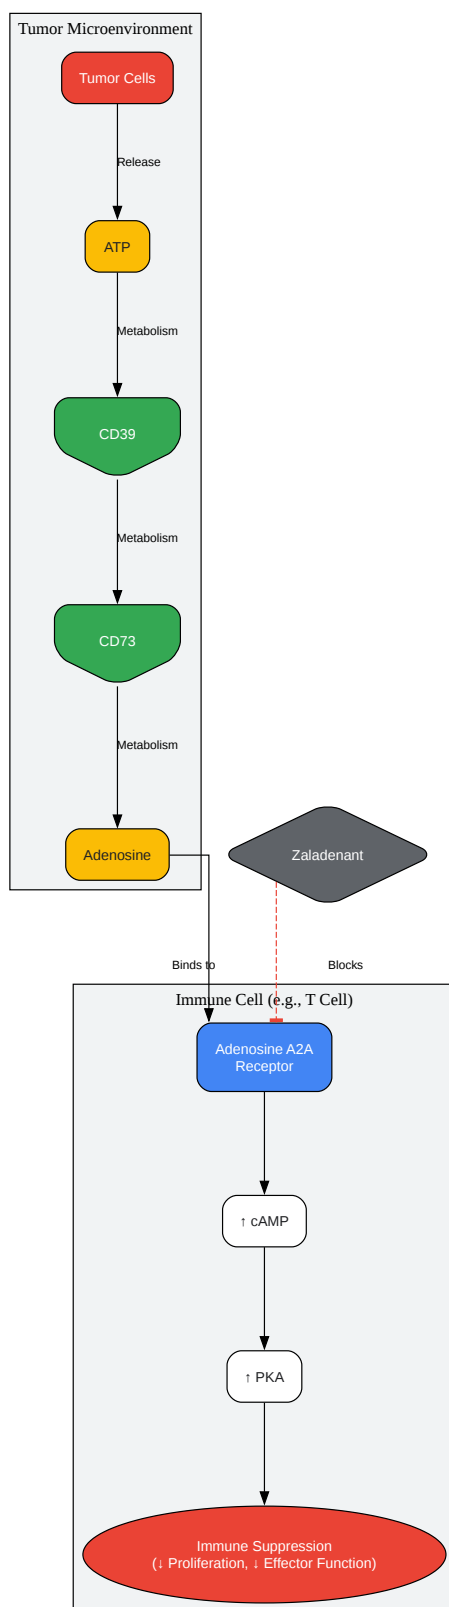 Tumor Microenvironment
Tumor Cells
Release
ATP
Metabolism
CD39
Metabolism
CD73
Metabolism
Adenosine
Zaladenant
Binds to
Blocks
Immune Cell (e.g., T Cell)
Adenosine A2A
Receptor
↑ cAMP
↑ PKA
Immune Suppression
(↓ Proliferation, ↓ Effector Function)